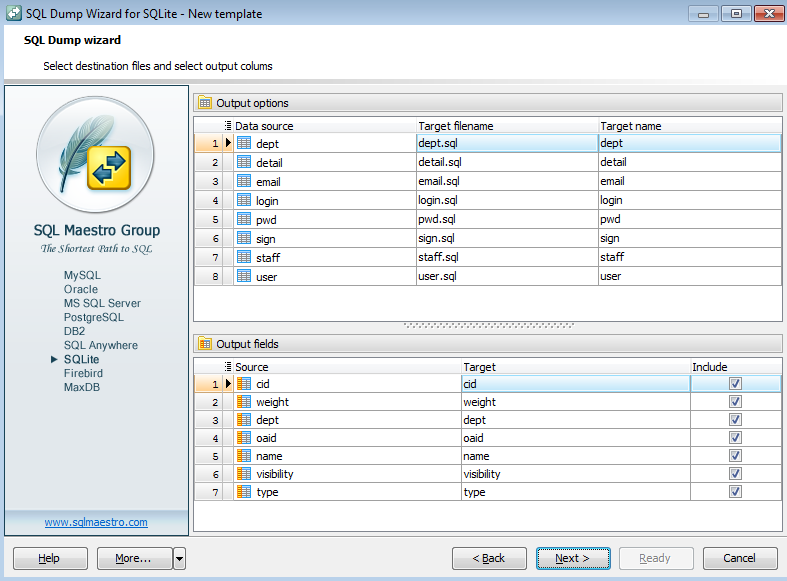 SQL Dump Wizard for SQLite - New template
SQL Dump wizard
Select destination files and select output colums
SQL Maestro Group
The Shortest Path to SQL
MySQL
Oracle
MS SQL Server
PostgreSQL
DB2
SQL Anywhere
SQLite
Firebird
MaxDB
www.sqlmaestro.com
Output options
Data source Target filename Target name
1 dept dept.sql dept
2 detail detail.sql detail
3 email email.sql email
4 login login.sql login
5 pwd pwd.sql pwd
6 sign sign.sql sign
7 staff staff.sql staff
8 user user.sql user
Output fields
Source Target Include
1 cid cid
2 weight weight
3 dept dept
4 oaid oaid
5 name name
6 visibility visibility
7 type type
Help More... < Back Next > Ready Cancel